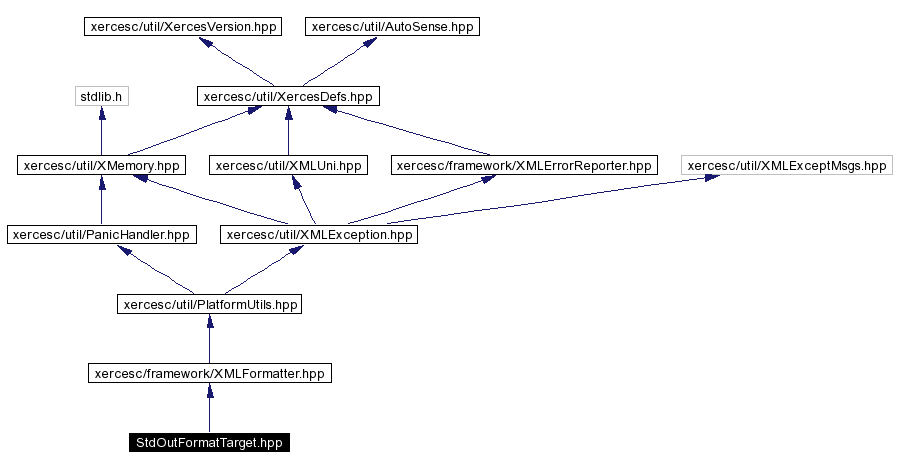 xercesc/util/XercesVersion.hpp
xercesc/util/AutoSense.hpp
stdlib.h
xercesc/util/XercesDefs.hpp
xercesc/util/XMemory.hpp
xercesc/util/XMLUni.hpp
xercesc/framework/XMLErrorReporter.hpp
xercesc/util/XMLExceptMsgs.hpp
xercesc/util/PanicHandler.hpp
xercesc/util/XMLException.hpp
xercesc/util/PlatformUtils.hpp
xercesc/framework/XMLFormatter.hpp
StdOutFormatTarget.hpp